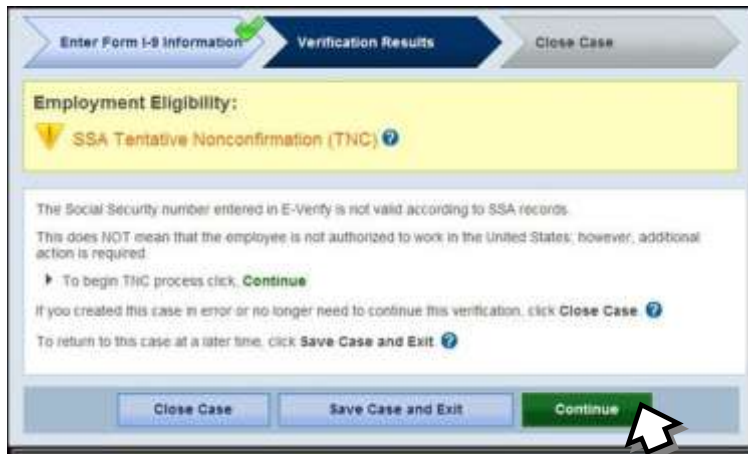 Enter Form I-9 Information
Verification Results
Close Case
Employment Eligibility:
SSA Tentative Nonconfirmation (TNC) ?
The Social Security number entered in E-Verify is not valid according to SSA records.
This does NOT mean that the employee is not authorized to work in the United States; however, additional
action is required.
To begin TNC process click, Continue
If you created this case in error or no longer need to continue this verification, click Close Case. ?
To return to this case at a later time, click Save Case and Exit. ?
Close Case
Save Case and Exit
Continue